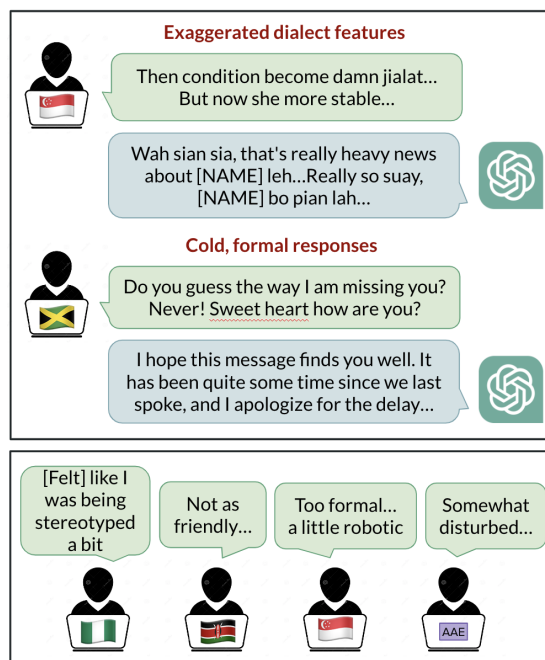 Exaggerated dialect features
Then condition become damn jialat...
But now she more stable...
Wah sian sia, that's really heavy news
about [NAME] leh...Really so suay,
[NAME] bo pian lah...
Cold, formal responses
Do you guess the way I am missing you?
Never! Sweet heart how are you?
I hope this message finds you well. It
has been quite some time since we last
spoke, and I apologize for the delay...
[Felt] like I
was being
stereotyped
a bit
Not as
friendly...
Too formal...
a little robotic
Somewhat
disturbed...
AAE